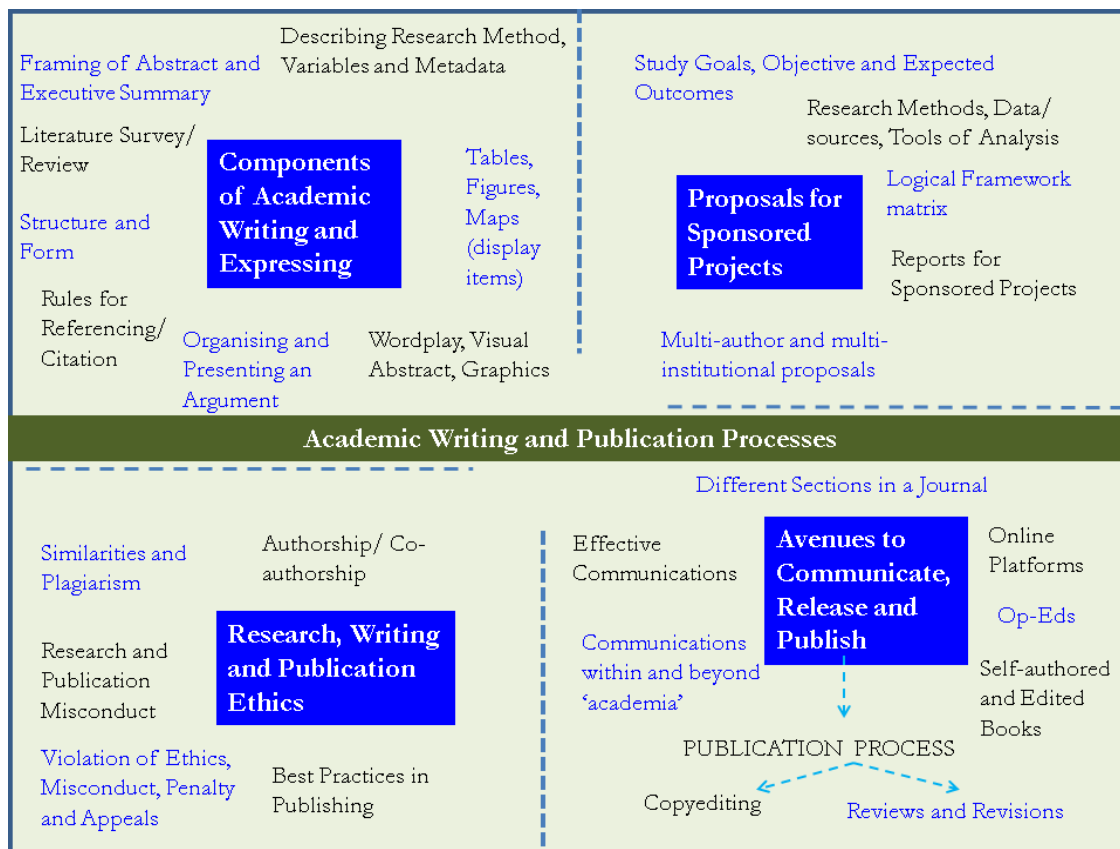 Describing Research Method,
Variables and Metadata
Framing of Abstract and
Executive Summary
Literature Survey/
Review
Components
of Academic
Writing and
Expressing
Tables,
Figures,
Maps
(display
items)
Structure and
Form
Rules for
Referencing/
Citation
Organising and
Presenting an
Argument
Wordplay, Visual
Abstract, Graphics
Study Goals, Objective and Expected
Outcomes
Research Methods, Data/
sources, Tools of Analysis
Proposals for
Sponsored
Projects
Logical Framework
matrix
Reports for
Sponsored Projects
Multi-author and multi-
institutional proposals
Academic Writing and Publication Processes
Similarities and
Plagiarism
Authorship/ Co-
authorship
Research, Writing
and Publication
Ethics
Research and
Publication
Misconduct
Violation of Ethics,
Misconduct, Penalty
and Appeals
Best Practices in
Publishing
Different Sections in a Journal
Effective
Communications
Avenues to
Communicate,
Release and
Publish
Online
Platforms
Op-Eds
Communications
within and beyond
‘academia’
Self-authored
and Edited
Books
PUBLICATION PROCESS
Copyediting
Reviews and Revisions